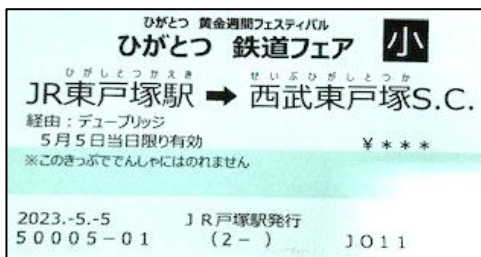 ひがとつ 黄金週間フェスティバル
ひがとつ 鉄道フェア 小
ひがしとつかえき せいぶひがしとつか
JR東戸塚駅 ➡ 西武東戸塚S.C.
経由：デューブリッジ
5月5日当日限り有効 ¥***
※このきっぷででんしゃにはのれません
2023.-5.-5 JR戸塚駅発行
50005-01 (2- ) JO11